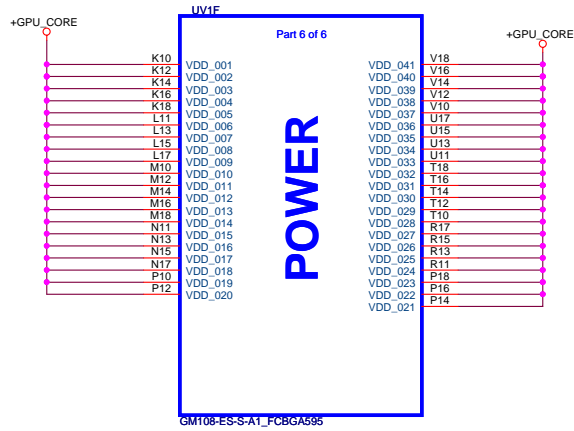 UV1F
+GPU_CORE
Part 6 of 6
+GPU_CORE
K10 VDD_001 VDD_041 V18
K12 VDD_002 VDD_040 V16
K14 VDD_003 VDD_039 V14
K16 VDD_004 VDD_038 V12
K18 VDD_005 VDD_037 V10
L11 VDD_006 VDD_036 U17
L13 VDD_007 VDD_035 U15
L15 VDD_008 VDD_034 U13
L17 VDD_009 VDD_033 U11
M10 VDD_010 VDD_032 T18
M12 VDD_011 VDD_031 T16
M14 VDD_012 VDD_030 T14
M16 VDD_013 VDD_029 T12
M18 VDD_014 VDD_028 T10
N11 VDD_015 VDD_027 R17
N13 VDD_016 VDD_026 R15
N15 VDD_017 VDD_025 R13
N17 VDD_018 VDD_024 R11
P10 VDD_019 VDD_023 P18
P12 VDD_020 VDD_022 P16
VDD_021 P14
POWER
GM108-ES-S-A1_FCBGA595